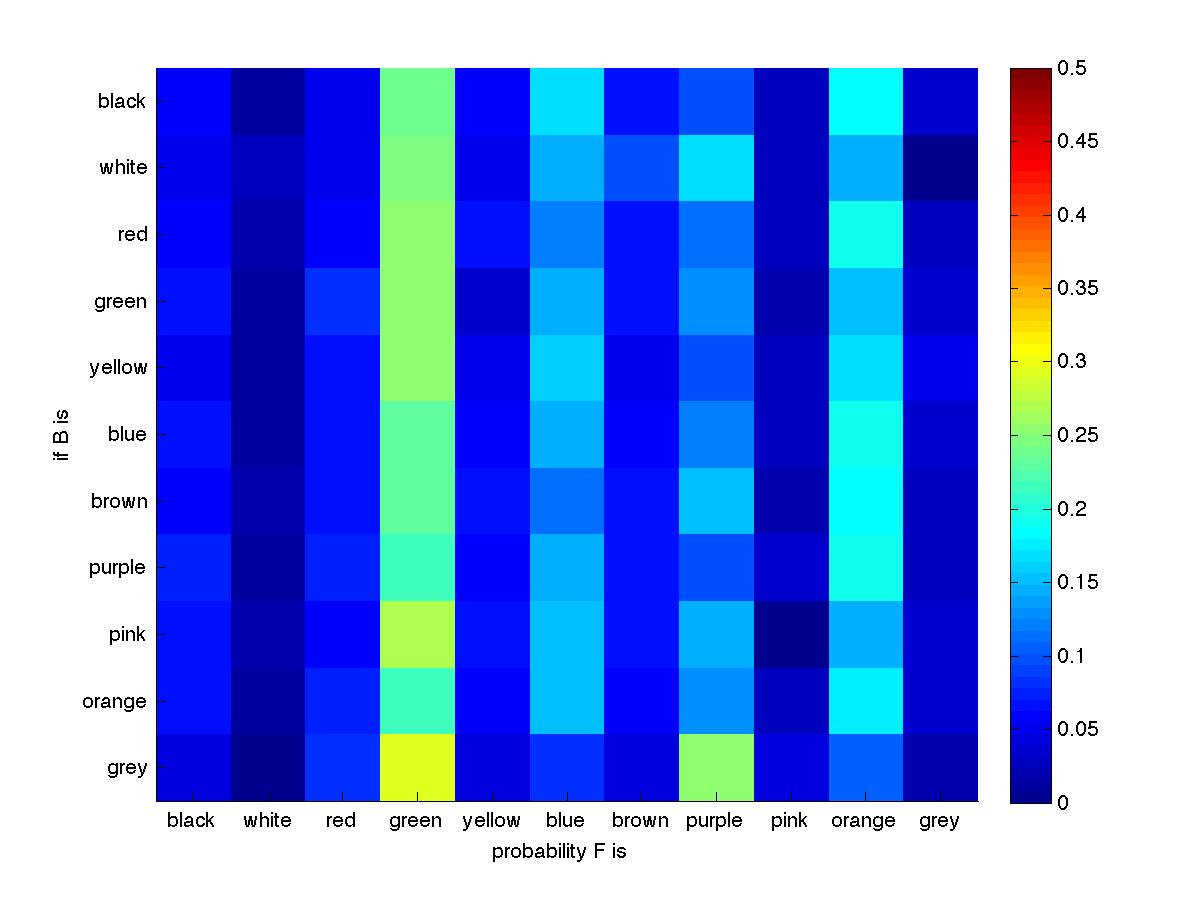 black
white
red
green
yellow
blue
brown
purple
pink
orange
grey
if B is
black white red green yellow blue brown purple pink orange grey
probability F is
0.5
0.45
0.4
0.35
0.3
0.25
0.2
0.15
0.1
0.05
0